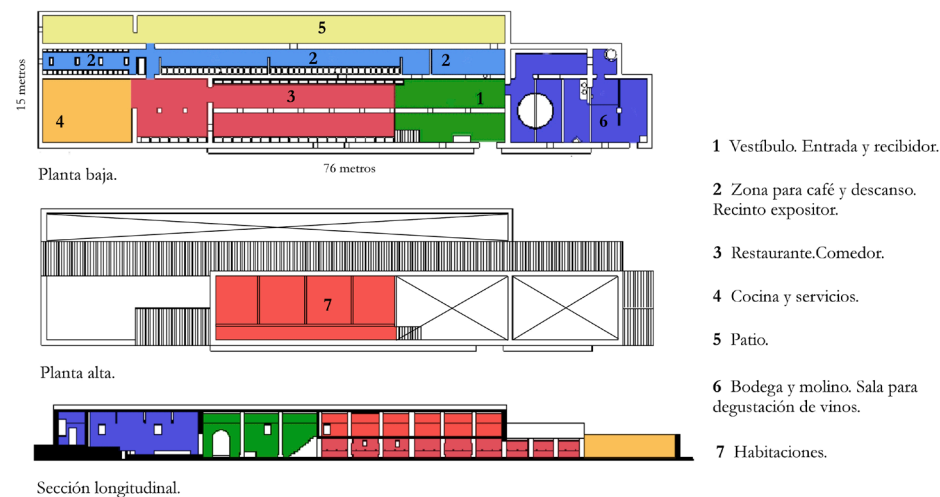 5
2
2
2
15 metros
3
1
4
6
76 metros
Planta baja.
7
Planta alta.
Sección longitudinal.
1 Vestíbulo. Entrada y recibidor.
2 Zona para café y descanso.
Recinto expositor.
3 Restaurante.Comedor.
4 Cocina y servicios.
5 Patio.
6 Bodega y molino. Sala para
degustación de vinos.
7 Habitaciones.